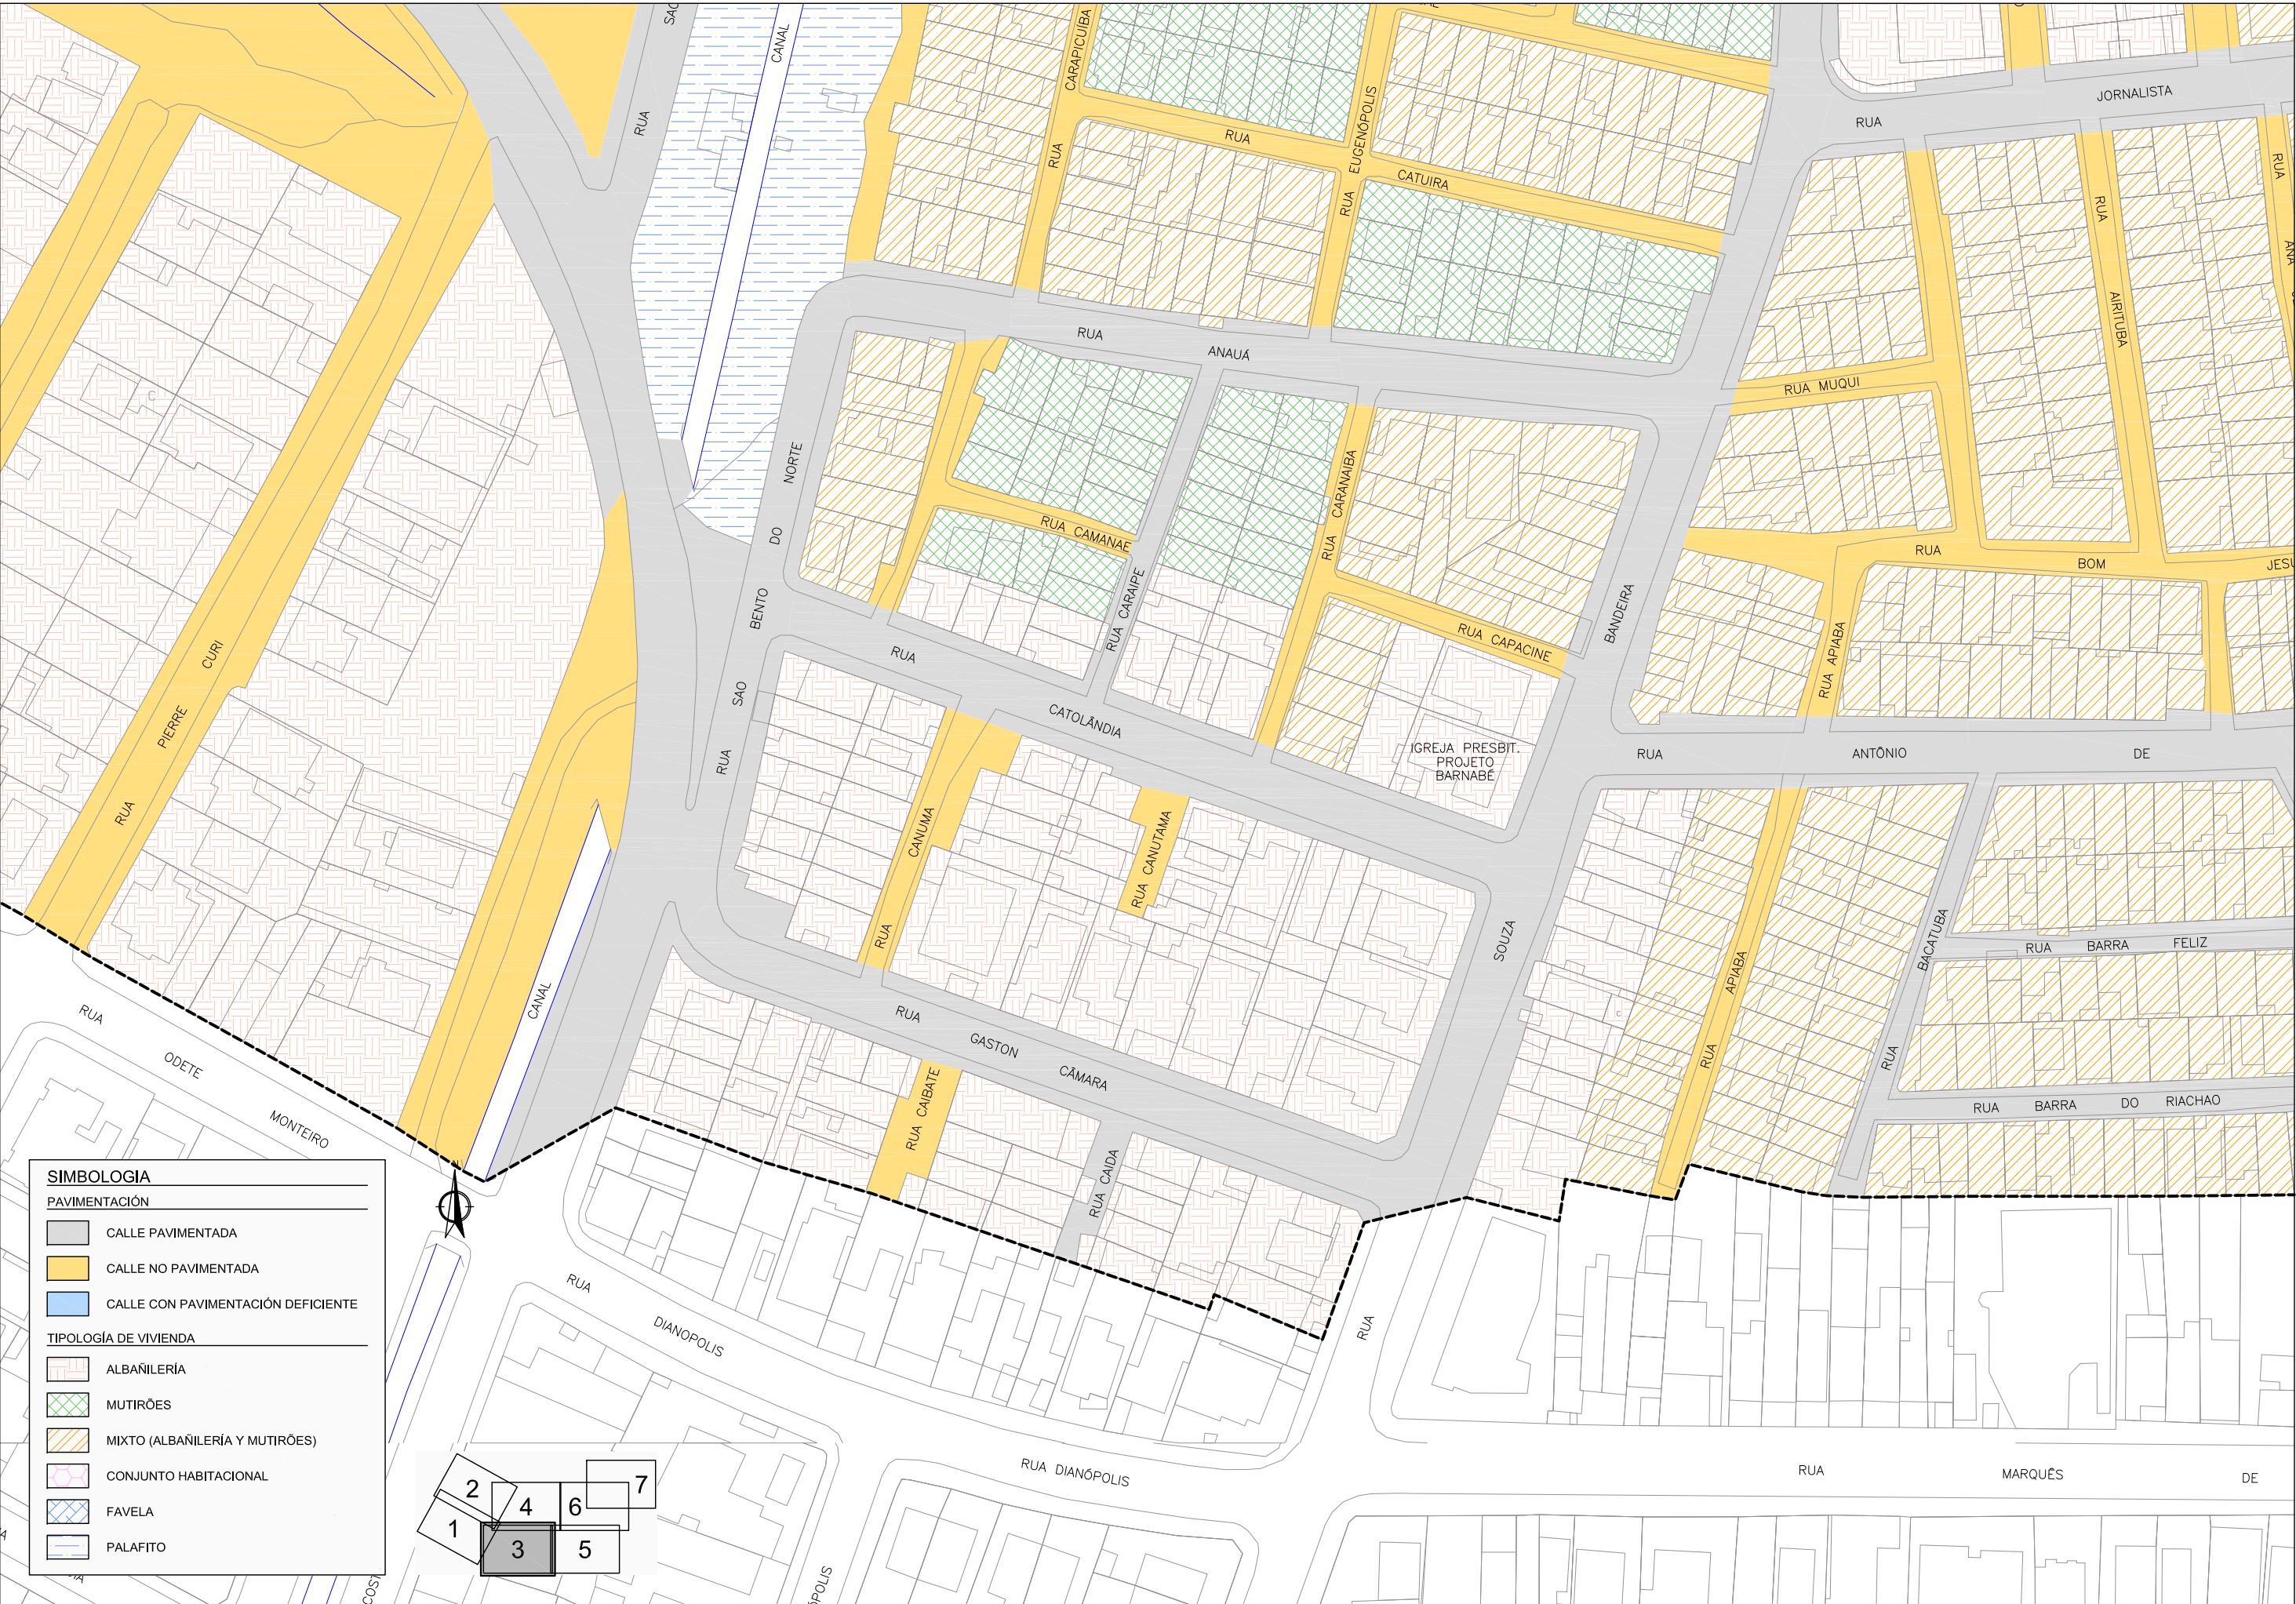 CANAL
RUA
CARAPICUIBA
RUA
RUA
CATUIRA
RUA EUGENÓPOLIS
RUA
JORNALISTA
RUA
RUA
AIRITUBA
RUA MUQUI
RUA
ANAUÁ
RUA SAO BENTO DO NORTE
RUA CAMANAE
RUA CARAIPE
RUA CARANAIBA
RUA CAPACINE
RUA
CATOLÂNDIA
RUA
BOM
RUA APIABA
RUA PIERRE CURI
IGREJA PRESBIT.
PROJETO
BARNABÉ
RUA ANTÔNIO DE
RUA SOUZA BANDEIRA
RUA CANUMA
RUA CANUTAMA
RUA
GASTON
CÂMARA
RUA APIABA
RUA BACATUBA
RUA BARRA FELIZ
RUA BARRA DO RIACHAO
CANAL
RUA CAIBATE
RUA CAIDA
RUA
ODETE
MONTEIRO
RUA
DIANOPOLIS
RUA DIANÓPOLIS
RUA MARQUÊS DE
SIMBOLOGIA
PAVIMENTACIÓN
CALLE PAVIMENTADA
CALLE NO PAVIMENTADA
CALLE CON PAVIMENTACIÓN DEFICIENTE
TIPOLOGÍA DE VIVIENDA
ALBAÑILERÍA
MUTIRÕES
MIXTO (ALBAÑILERÍA Y MUTIRÕES)
CONJUNTO HABITACIONAL
FAVELA
PALAFITO
N
2 4 6 7
1 3 5